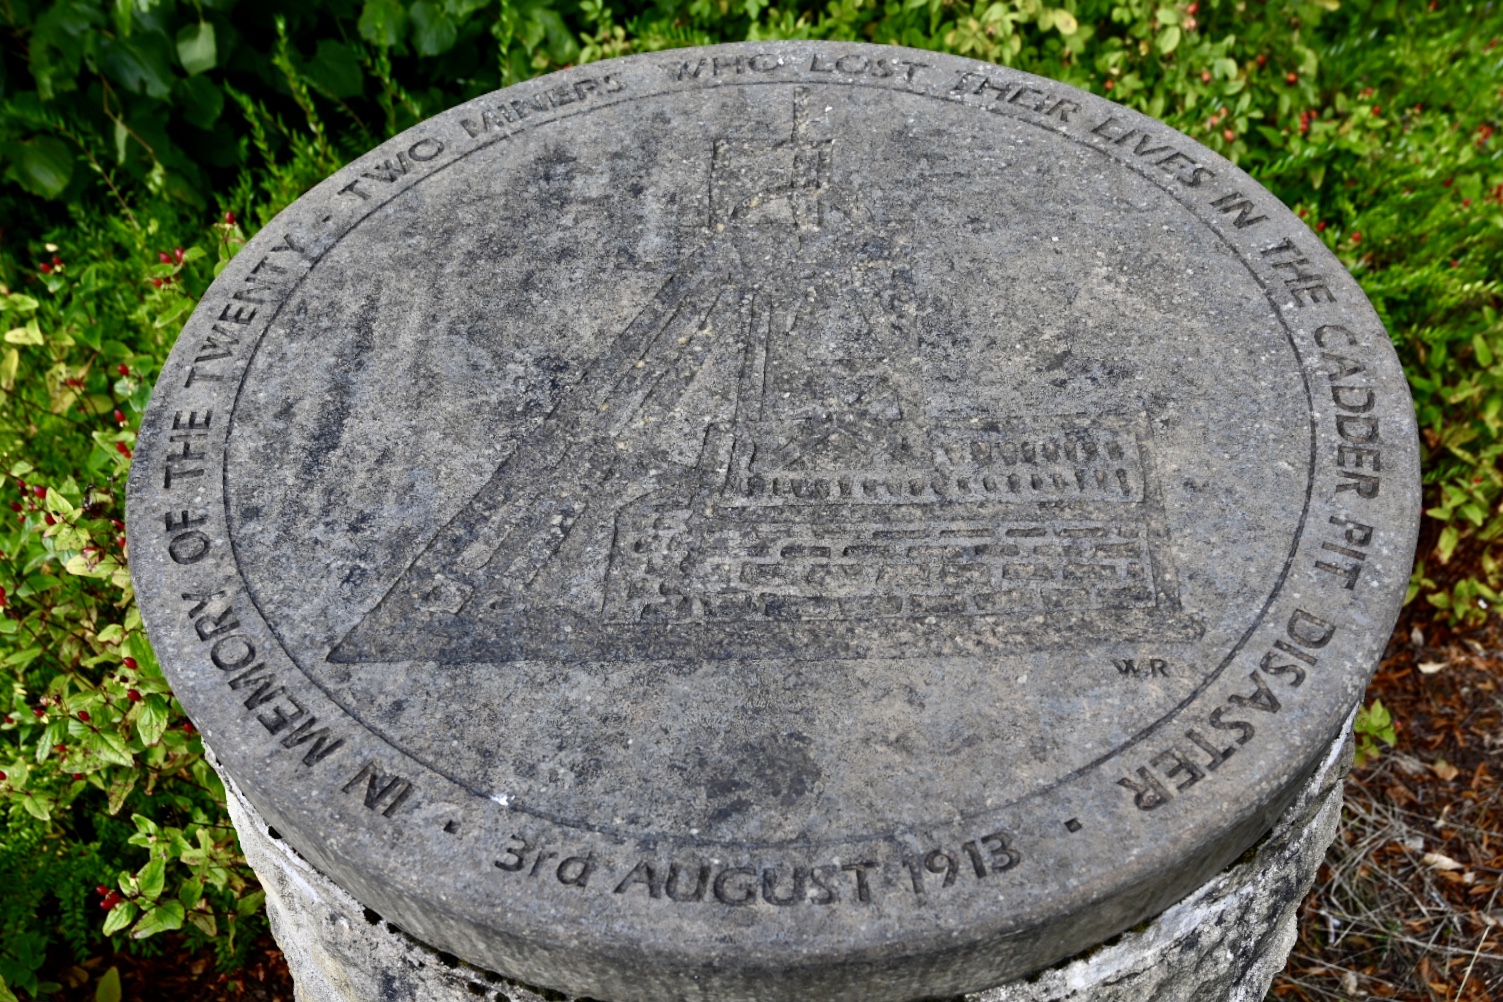 IN MEMORY OF THE TWENTY-TWO MINERS WHO LOST THEIR LIVES IN THE CADDER PIT DISASTER
· 3rd AUGUST 1913 ·
WR